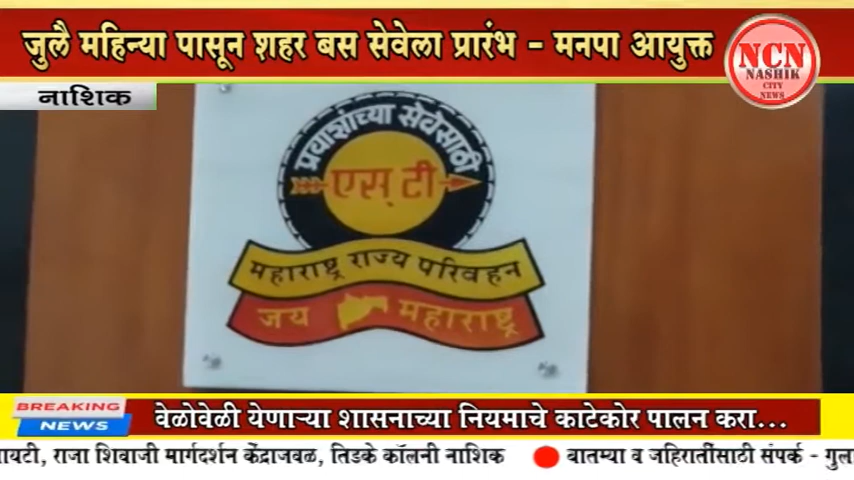 जुलै महिन्या पासून शहर बस सेवेला प्रारंभ - मनपा आयुक्त
NCN
NASHIK
CITY
NEWS
नाशिक
प्रवाशांच्या सेवेसाठी
एस् टी
महाराष्ट्र राज्य परिवहन
जय महाराष्ट्र
BREAKING
NEWS
वेळोवेळी येणाऱ्या शासनाच्या नियमाचे काटेकोर पालन करा...
राजा शिवाजी मार्गदर्शन केंद्राजवळ, तिडके कॉलनी नाशिक बातम्या व जहिरातींसाठी संपर्क -